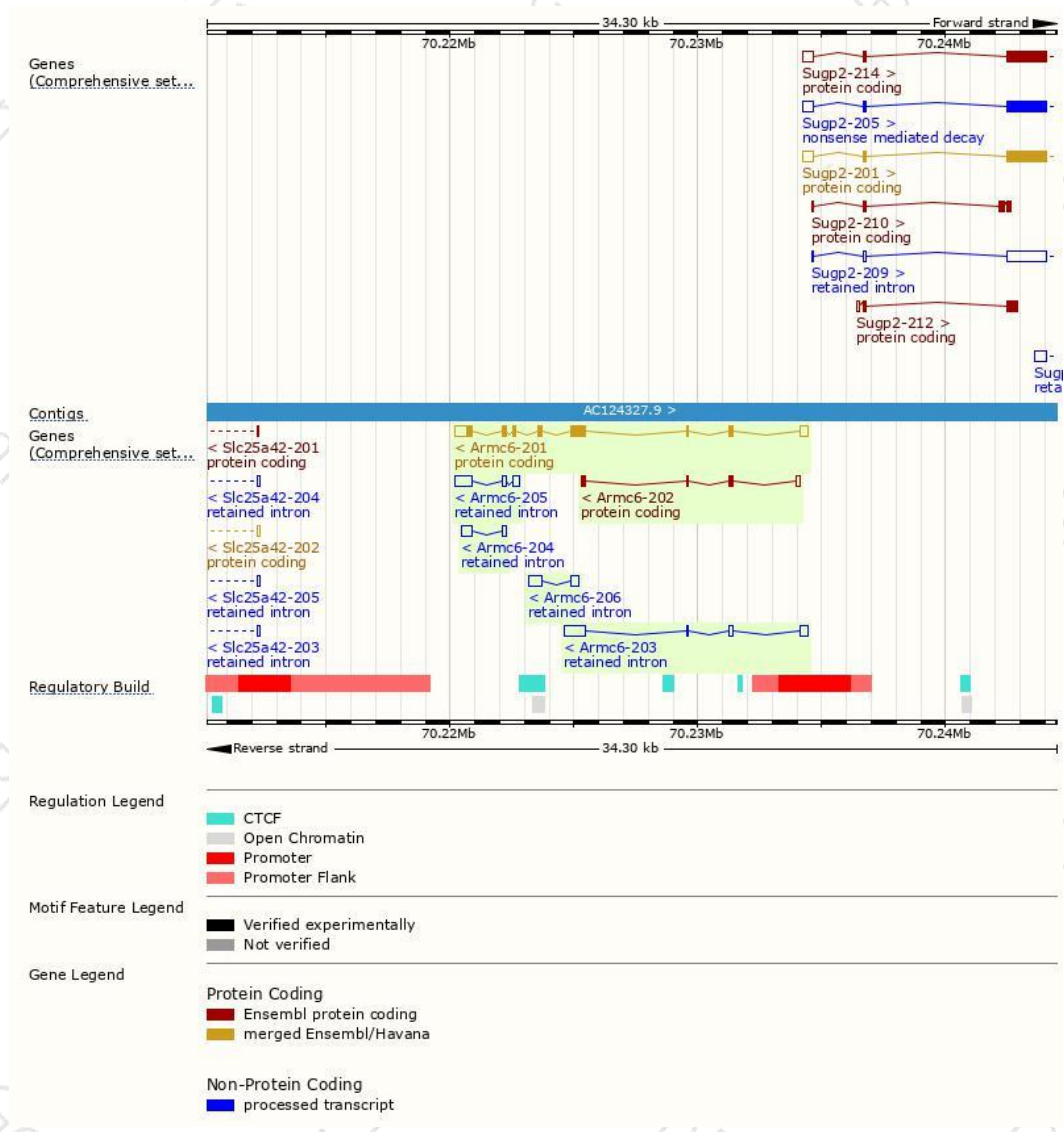 34.30 kb
Forward strand
70.22Mb
70.23Mb
70.24Mb
Genes
(Comprehensive set...
Sugp2-214 >
protein coding
Sugp2-205 >
nonsense mediated decay
Sugp2-201 >
protein coding
Sugp2-210 >
protein coding
Sugp2-209 >
retained intron
Sugp2-212 >
protein coding
Sug
reta
Contigs
AC124327.9 >
Genes
(Comprehensive set...
< Slc25a42-201
protein coding
< Armc6-201
protein coding
< Slc25a42-204
retained intron
< Armc6-205
retained intron
< Armc6-202
protein coding
< Slc25a42-202
protein coding
< Armc6-204
retained intron
< Slc25a42-205
retained intron
< Armc6-206
retained intron
< Slc25a42-203
retained intron
< Armc6-203
retained intron
Regulatory Build
70.22Mb
70.23Mb
70.24Mb
Reverse strand
34.30 kb
Regulation Legend
CTCF
Open Chromatin
Promoter
Promoter Flank
Motif Feature Legend
Verified experimentally
Not verified
Gene Legend
Protein Coding
Ensembl protein coding
merged Ensembl/Havana
Non-Protein Coding
processed transcript